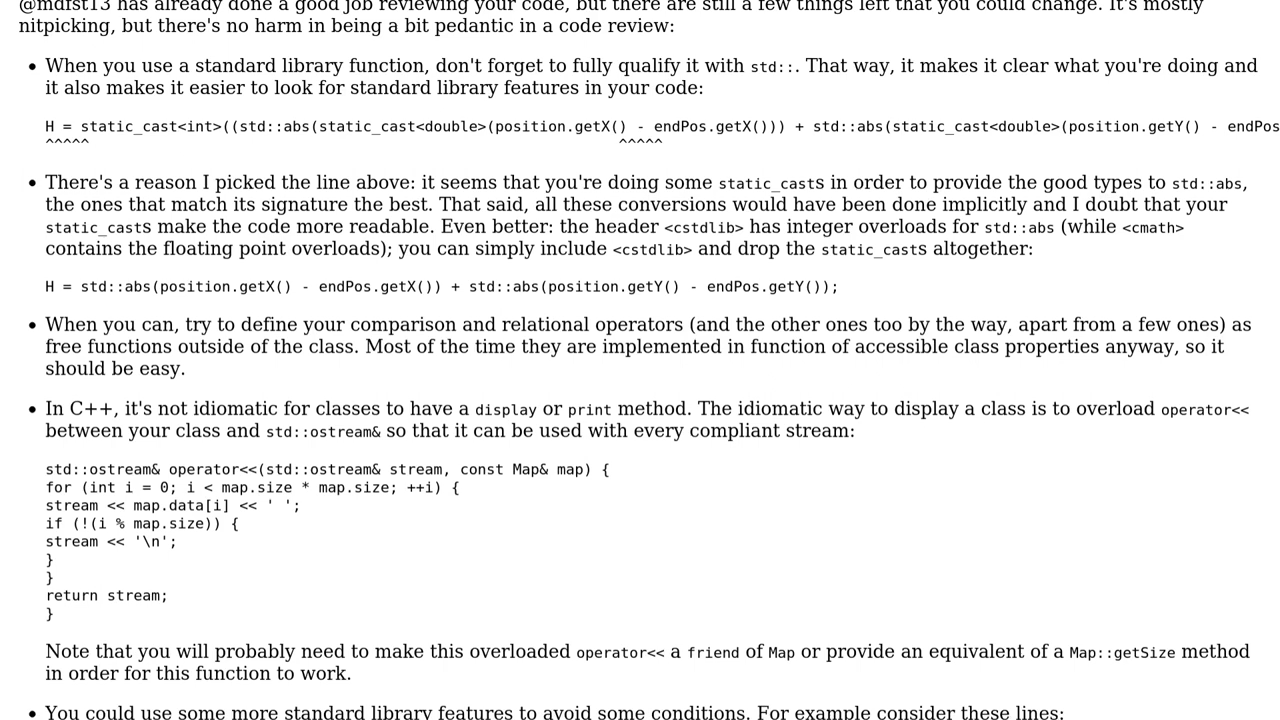 @mdfst13 has already done a good job reviewing your code, but there are still a few things left that you could change. It's mostly
nitpicking, but there's no harm in being a bit pedantic in a code review:
• When you use a standard library function, don't forget to fully qualify it with std::. That way, it makes it clear what you're doing and
it also makes it easier to look for standard library features in your code:
H = static_cast<int>((std::abs(static_cast<double>(position.getX() - endPos.getX())) + std::abs(static_cast<double>(position.getY() - endPos
^^^^^ ^^^^^
• There's a reason I picked the line above: it seems that you're doing some static_casts in order to provide the good types to std::abs,
the ones that match its signature the best. That said, all these conversions would have been done implicitly and I doubt that your
static_casts make the code more readable. Even better: the header <cstdlib> has integer overloads for std::abs (while <cmath>
contains the floating point overloads); you can simply include <cstdlib> and drop the static_casts altogether:
H = std::abs(position.getX() - endPos.getX()) + std::abs(position.getY() - endPos.getY());
• When you can, try to define your comparison and relational operators (and the other ones too by the way, apart from a few ones) as
free functions outside of the class. Most of the time they are implemented in function of accessible class properties anyway, so it
should be easy.
• In C++, it's not idiomatic for classes to have a display or print method. The idiomatic way to display a class is to overload operator<<
between your class and std::ostream& so that it can be used with every compliant stream:
std::ostream& operator<<(std::ostream& stream, const Map& map) {
for (int i = 0; i < map.size * map.size; ++i) {
stream << map.data[i] << ' ';
if (!(i % map.size)) {
stream << '\n';
}
}
return stream;
}
Note that you will probably need to make this overloaded operator<< a friend of Map or provide an equivalent of a Map::getSize method
in order for this function to work.
• You could use some more standard library features to avoid some conditions. For example consider these lines: